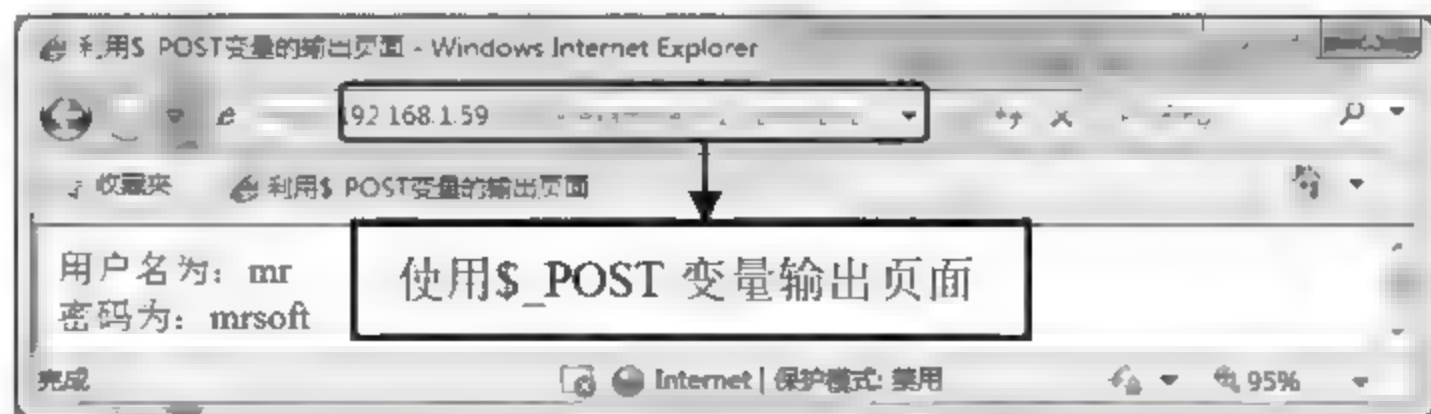 利用$_POST变量的输出页面 - Windows Internet Explorer
192.168.1.59
收藏夹 利用$_POST变量的输出页面
用户名为：mr
密码为：mrsoft
使用$_POST 变量输出页面
完成 Internet | 保护模式: 禁用 95%